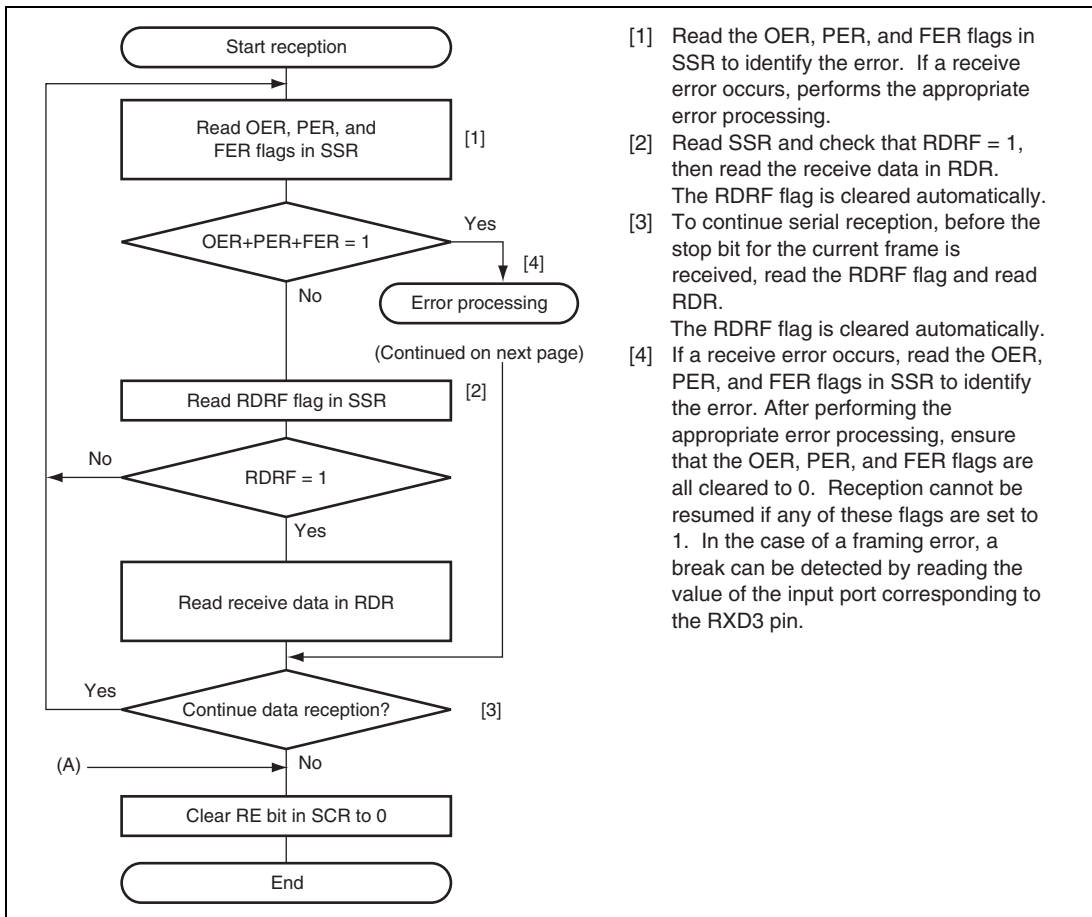 Start reception
Read OER, PER, and
FER flags in SSR
[1]
OER+PER+FER = 1
Yes
[4]
No
Error processing
(Continued on next page)
Read RDRF flag in SSR
[2]
No
RDRF = 1
Yes
Read receive data in RDR
Yes
Continue data reception?
[3]
(A)
No
Clear RE bit in SCR to 0
End
[1] Read the OER, PER, and FER flags in
SSR to identify the error. If a receive
error occurs, performs the appropriate
error processing.
[2] Read SSR and check that RDRF = 1,
then read the receive data in RDR.
The RDRF flag is cleared automatically.
[3] To continue serial reception, before the
stop bit for the current frame is
received, read the RDRF flag and read
RDR.
The RDRF flag is cleared automatically.
[4] If a receive error occurs, read the OER,
PER, and FER flags in SSR to identify
the error. After performing the
appropriate error processing, ensure
that the OER, PER, and FER flags are
all cleared to 0. Reception cannot be
resumed if any of these flags are set to
1. In the case of a framing error, a
break can be detected by reading the
value of the input port corresponding to
the RXD3 pin.